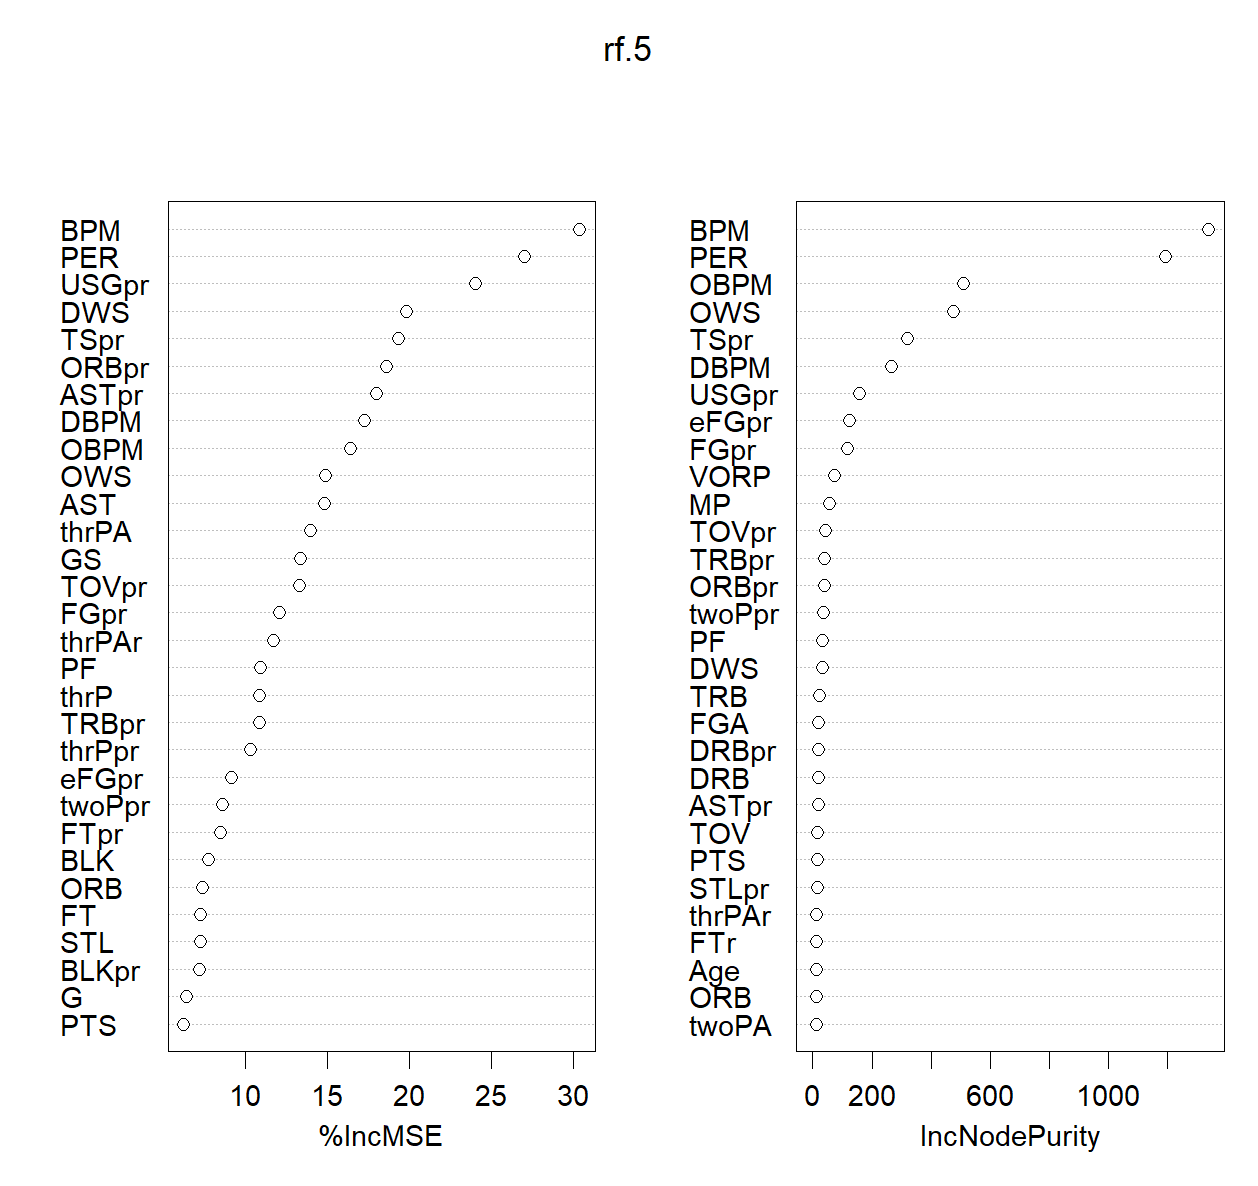 rf.5
BPM
PER
USGpr
DWS
TSpr
ORBpr
ASTpr
DBPM
OBPM
OWS
AST
thrPA
GS
TOVpr
FGpr
thrPAr
PF
thrP
TRBpr
thrPpr
eFGpr
twoPpr
FTpr
BLK
ORB
FT
STL
BLKpr
G
PTS
10 15 20 25 30
%IncMSE
BPM
PER
OBPM
OWS
TSpr
DBPM
USGpr
eFGpr
FGpr
VORP
MP
TOVpr
TRBpr
ORBpr
twoPpr
PF
DWS
TRB
FGA
DRBpr
DRB
ASTpr
TOV
PTS
STLpr
thrPAr
FTr
Age
ORB
twoPA
0 200 600 1000
IncNodePurity